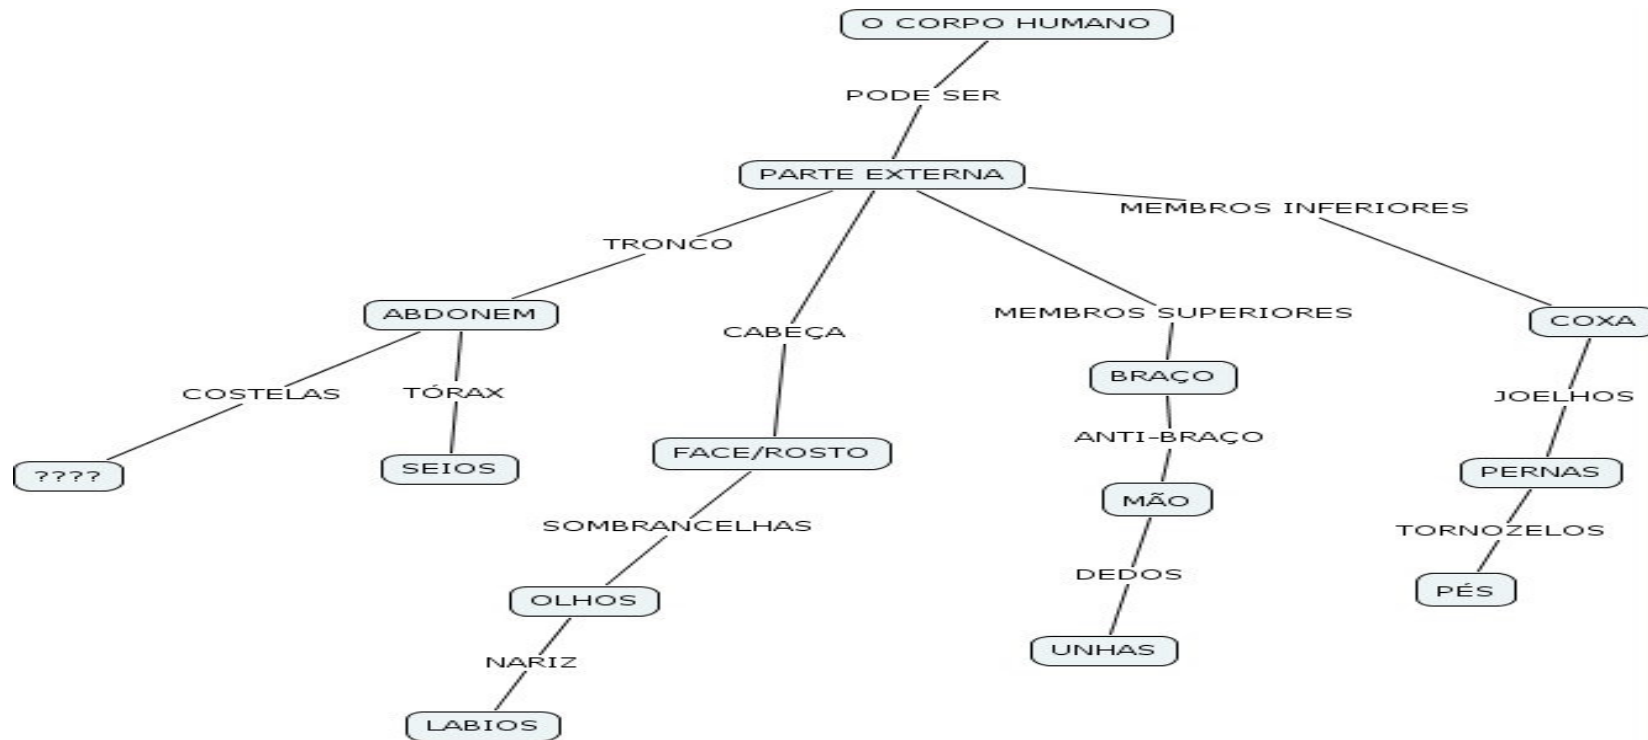 O CORPO HUMANO
PODE SER
PARTE EXTERNA
MEMBROS INFERIORES
TRONCO
ABDONEM
MEMBROS SUPERIORES
COXA
CABEÇA
BRAÇO
COSTELAS
TÓRAX
JOELHOS
ANTI-BRAÇO
FACE/ROSTO
????
SEIOS
PERNAS
MÃO
SOMBRANCELHAS
TORNOZELOS
DEDOS
PÉS
OLHOS
UNHAS
NARIZ
LABIOS